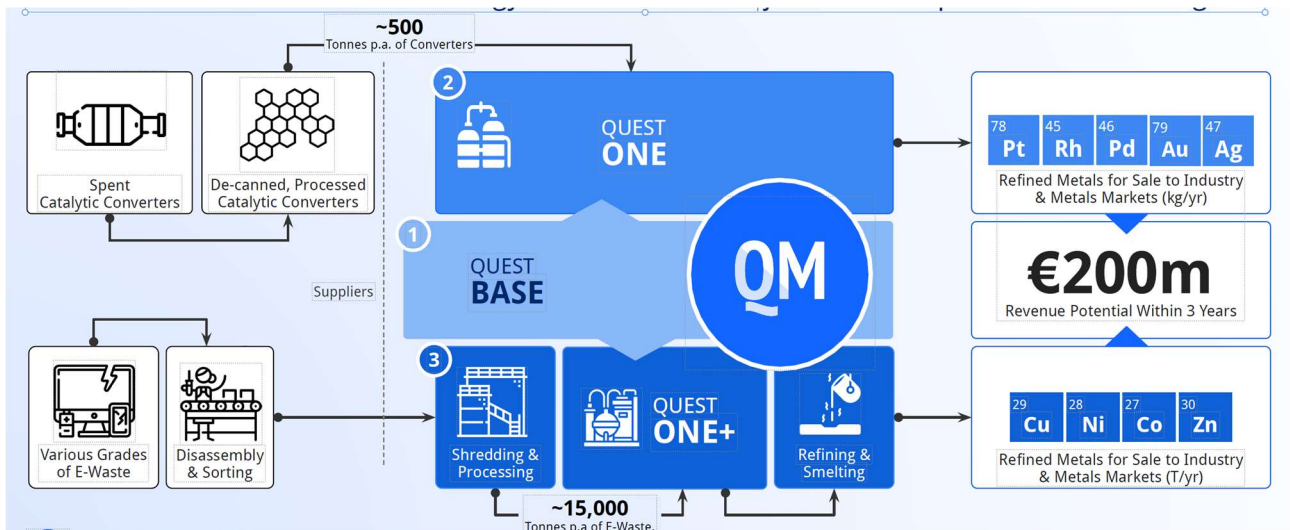 ~500
Tonnes p.a. of Converters
Spent
Catalytic Converters
De-canned, Processed
Catalytic Converters
2
QUEST
ONE
78
Pt
45
Rh
46
Pd
79
Au
47
Ag
Refined Metals for Sale to Industry
& Metals Markets (kg/yr)
1
QUEST
BASE
QM
Suppliers
€200m
Revenue Potential Within 3 Years
Various Grades
of E-Waste
Disassembly
& Sorting
3
Shredding &
Processing
QUEST
ONE+
Refining &
Smelting
29
Cu
28
Ni
27
Co
30
Zn
Refined Metals for Sale to Industry
& Metals Markets (T/yr)
~15,000
Tonnes p.a of E-Waste.